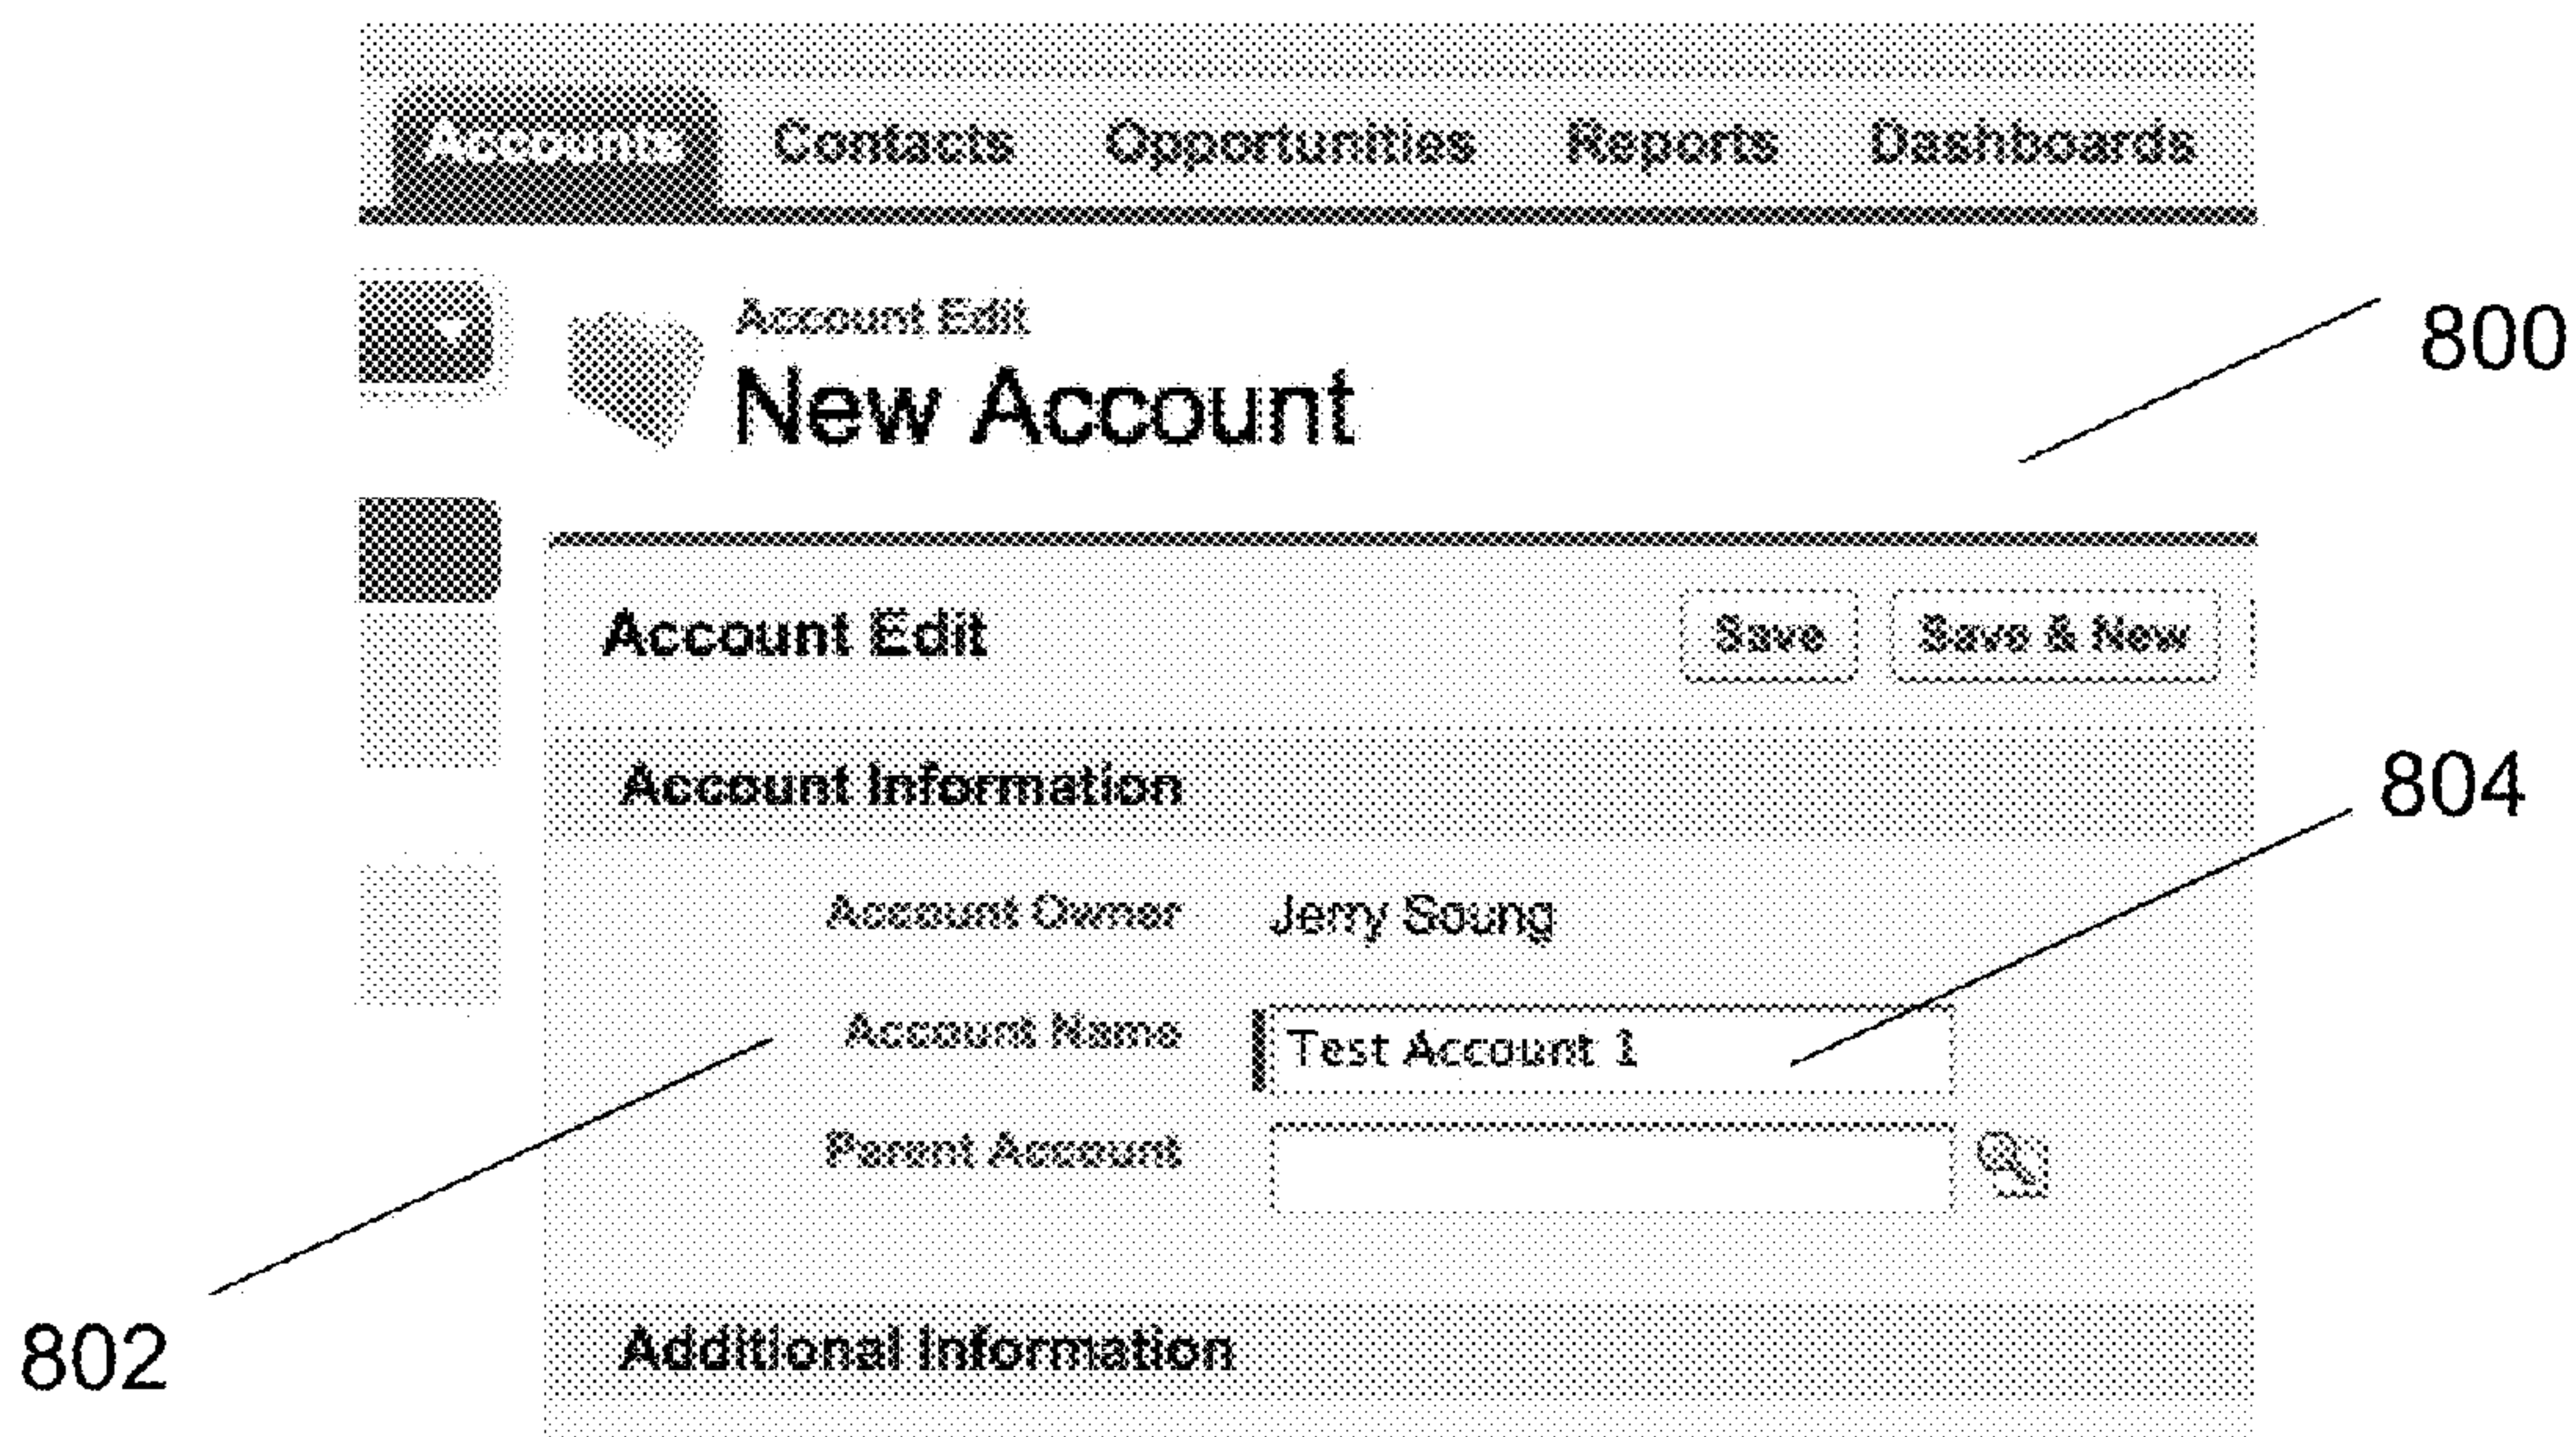 Accounts Contacts Opportunities Reports Dashboards
Account Edit
New Account
800
Account Edit Save Save & New
Account Information
804
Account Owner Jerry Soung
Account Name Test Account 1
Parent Account
802
Additional Information